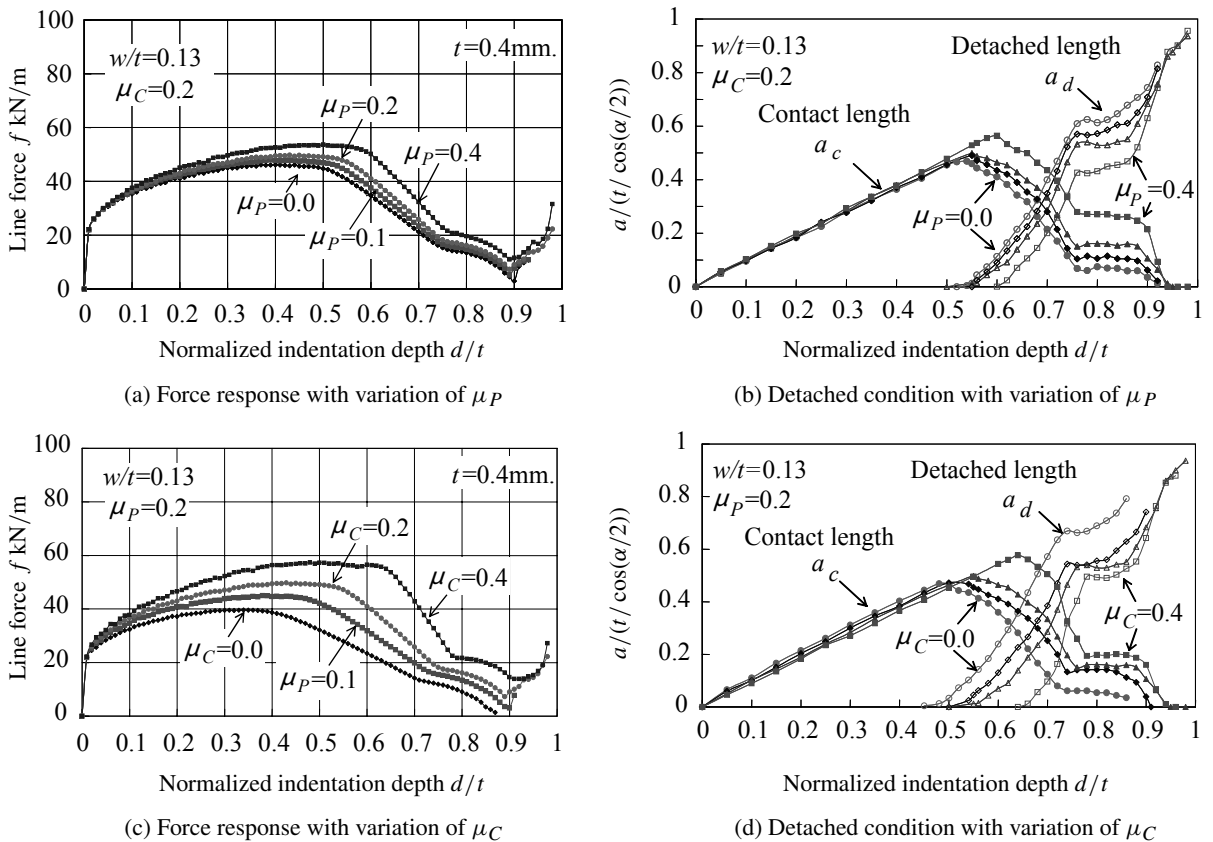 100
80
60
40
20
0
Line force f kN/m
w/t=0.13
μC=0.2
t=0.4mm.
μP=0.2
μP=0.4
μP=0.0
μP=0.1
0 0.1 0.2 0.3 0.4 0.5 0.6 0.7 0.8 0.9 1
Normalized indentation depth d/t
(a) Force response with variation of μP
1
0.8
0.6
0.4
0.2
0
a/(t/cos(α/2))
w/t=0.13
μC=0.2
Detached length
ad
Contact length
ac
μP=0.4
μP=0.0
0 0.1 0.2 0.3 0.4 0.5 0.6 0.7 0.8 0.9 1
Normalized indentation depth d/t
(b) Detached condition with variation of μP
100
80
60
40
20
0
Line force f kN/m
w/t=0.13
μP=0.2
t=0.4mm.
μC=0.2
μC=0.4
μC=0.0
μP=0.1
0 0.1 0.2 0.3 0.4 0.5 0.6 0.7 0.8 0.9 1
Normalized indentation depth d/t
(c) Force response with variation of μC
1
0.8
0.6
0.4
0.2
0
a/(t/cos(α/2))
w/t=0.13
μP=0.2
Detached length
ad
Contact length
ac
μC=0.4
μC=0.0
0 0.1 0.2 0.3 0.4 0.5 0.6 0.7 0.8 0.9 1
Normalized indentation depth d/t
(d) Detached condition with variation of μC